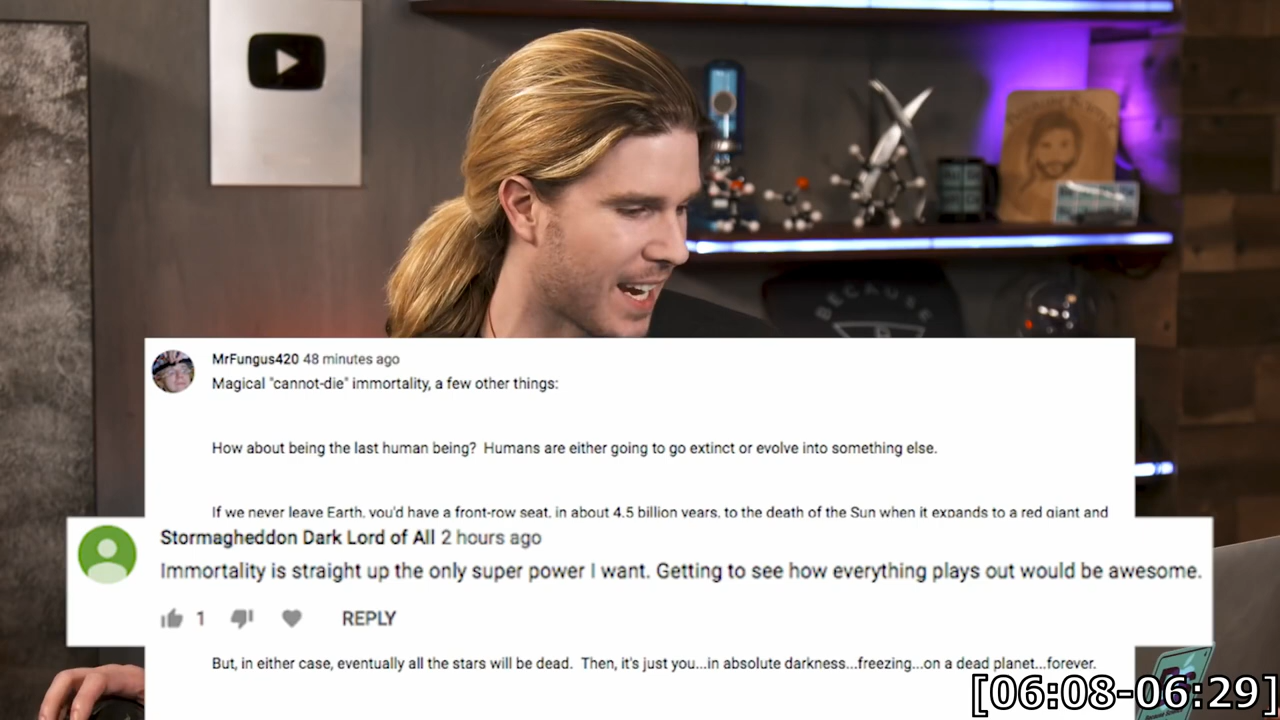 BECAUSE
MrFungus420 48 minutes ago
Magical "cannot-die" immortality, a few other things:
How about being the last human being?  Humans are either going to go extinct or evolve into something else.
If we never leave Earth, you'd have a front-row seat, in about 4.5 billion years, to the death of the Sun when it expands to a red giant and
Stormagheddon Dark Lord of All 2 hours ago
Immortality is straight up the only super power I want. Getting to see how everything plays out would be awesome.
1 REPLY
But, in either case, eventually all the stars will be dead.  Then, it's just you...in absolute darkness...freezing...on a dead planet...forever.
[06:08-06:29]